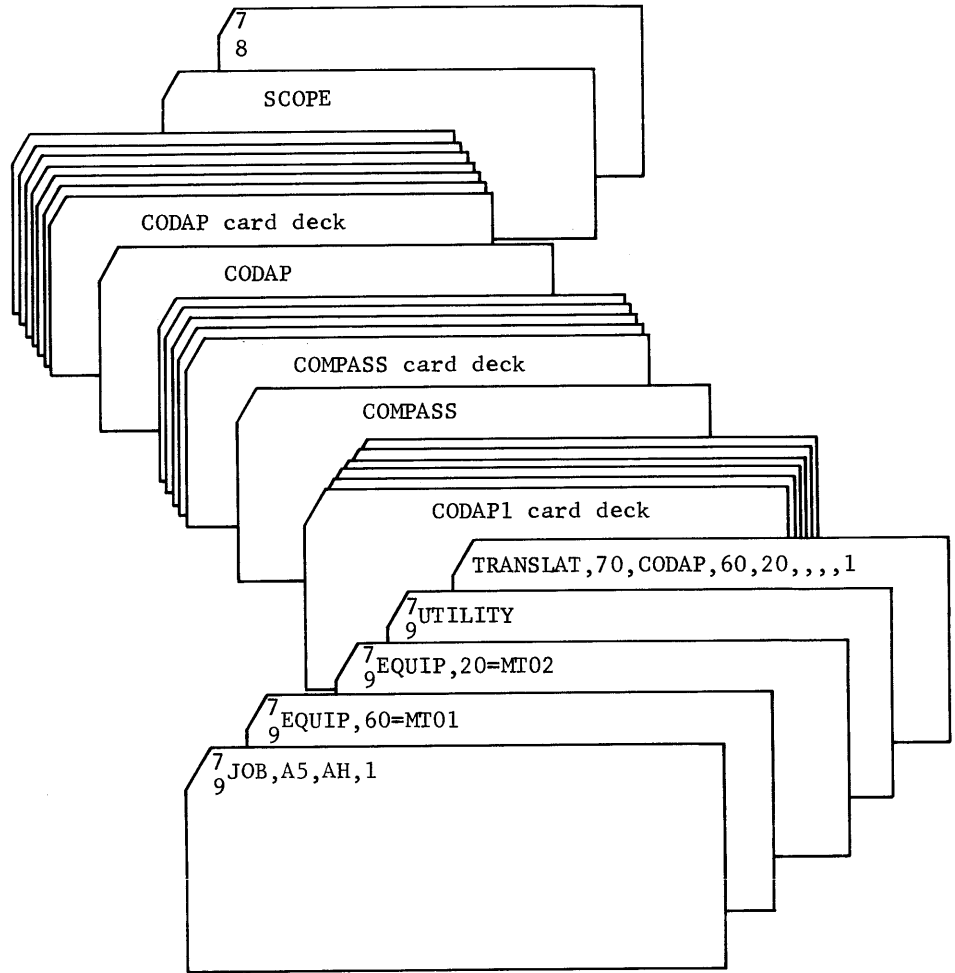 7
8
SCOPE
CODAP card deck
CODAP
COMPASS card deck
COMPASS
CODAP1 card deck
TRANSLAT,70,CODAP,60,20,,,,1
7
9UTILITY
7
9EQUIP,20=MT02
7
9EQUIP,60=MT01
7
9JOB,A5,AH,1